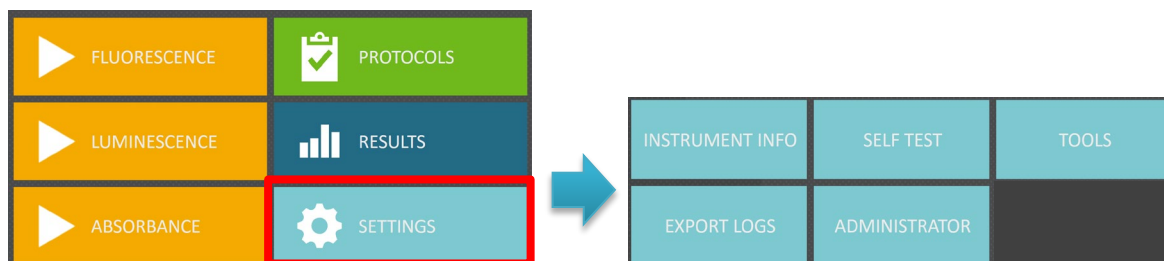 FLUORESCENCE
PROTOCOLS
LUMINESCENCE
RESULTS
ABSORBANCE
SETTINGS
INSTRUMENT INFO
SELF TEST
TOOLS
EXPORT LOGS
ADMINISTRATOR